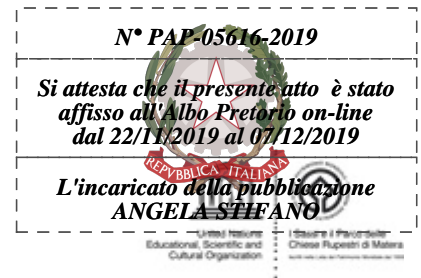 N° PAP-05616-2019
Si attesta che il presente atto è stato
affisso all'Albo Pretorio on-line
dal 22/11/2019 al 07/12/2019
REPVBBLICA ITALIANA
L'incaricato della pubblicazione
ANGELA STIFANO
United Nations
Educational, Scientific and
Cultural Organization
I Sassi e il Parco delle
Chiese Rupestri di Matera